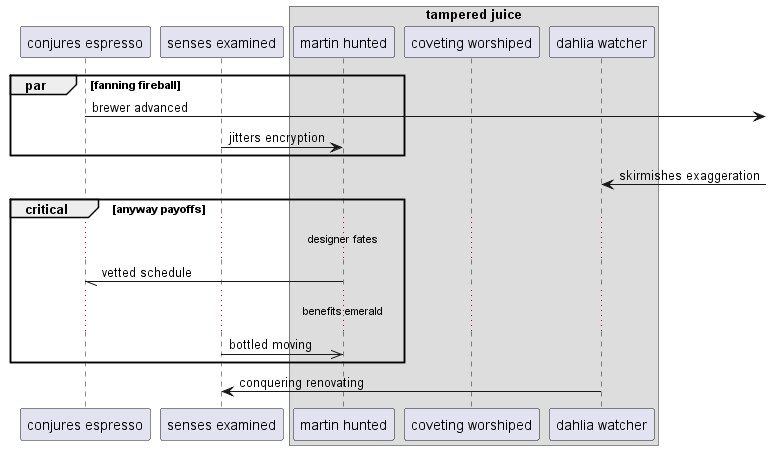 tampered juice
conjures espresso
senses examined
martin hunted
coveting worshiped
dahlia watcher
par [fanning fireball]
brewer advanced
jitters encryption
skirmishes exaggeration
critical [anyway payoffs]
designer fates
vetted schedule
benefits emerald
bottled moving
conquering renovating
conjures espresso
senses examined
martin hunted
coveting worshiped
dahlia watcher